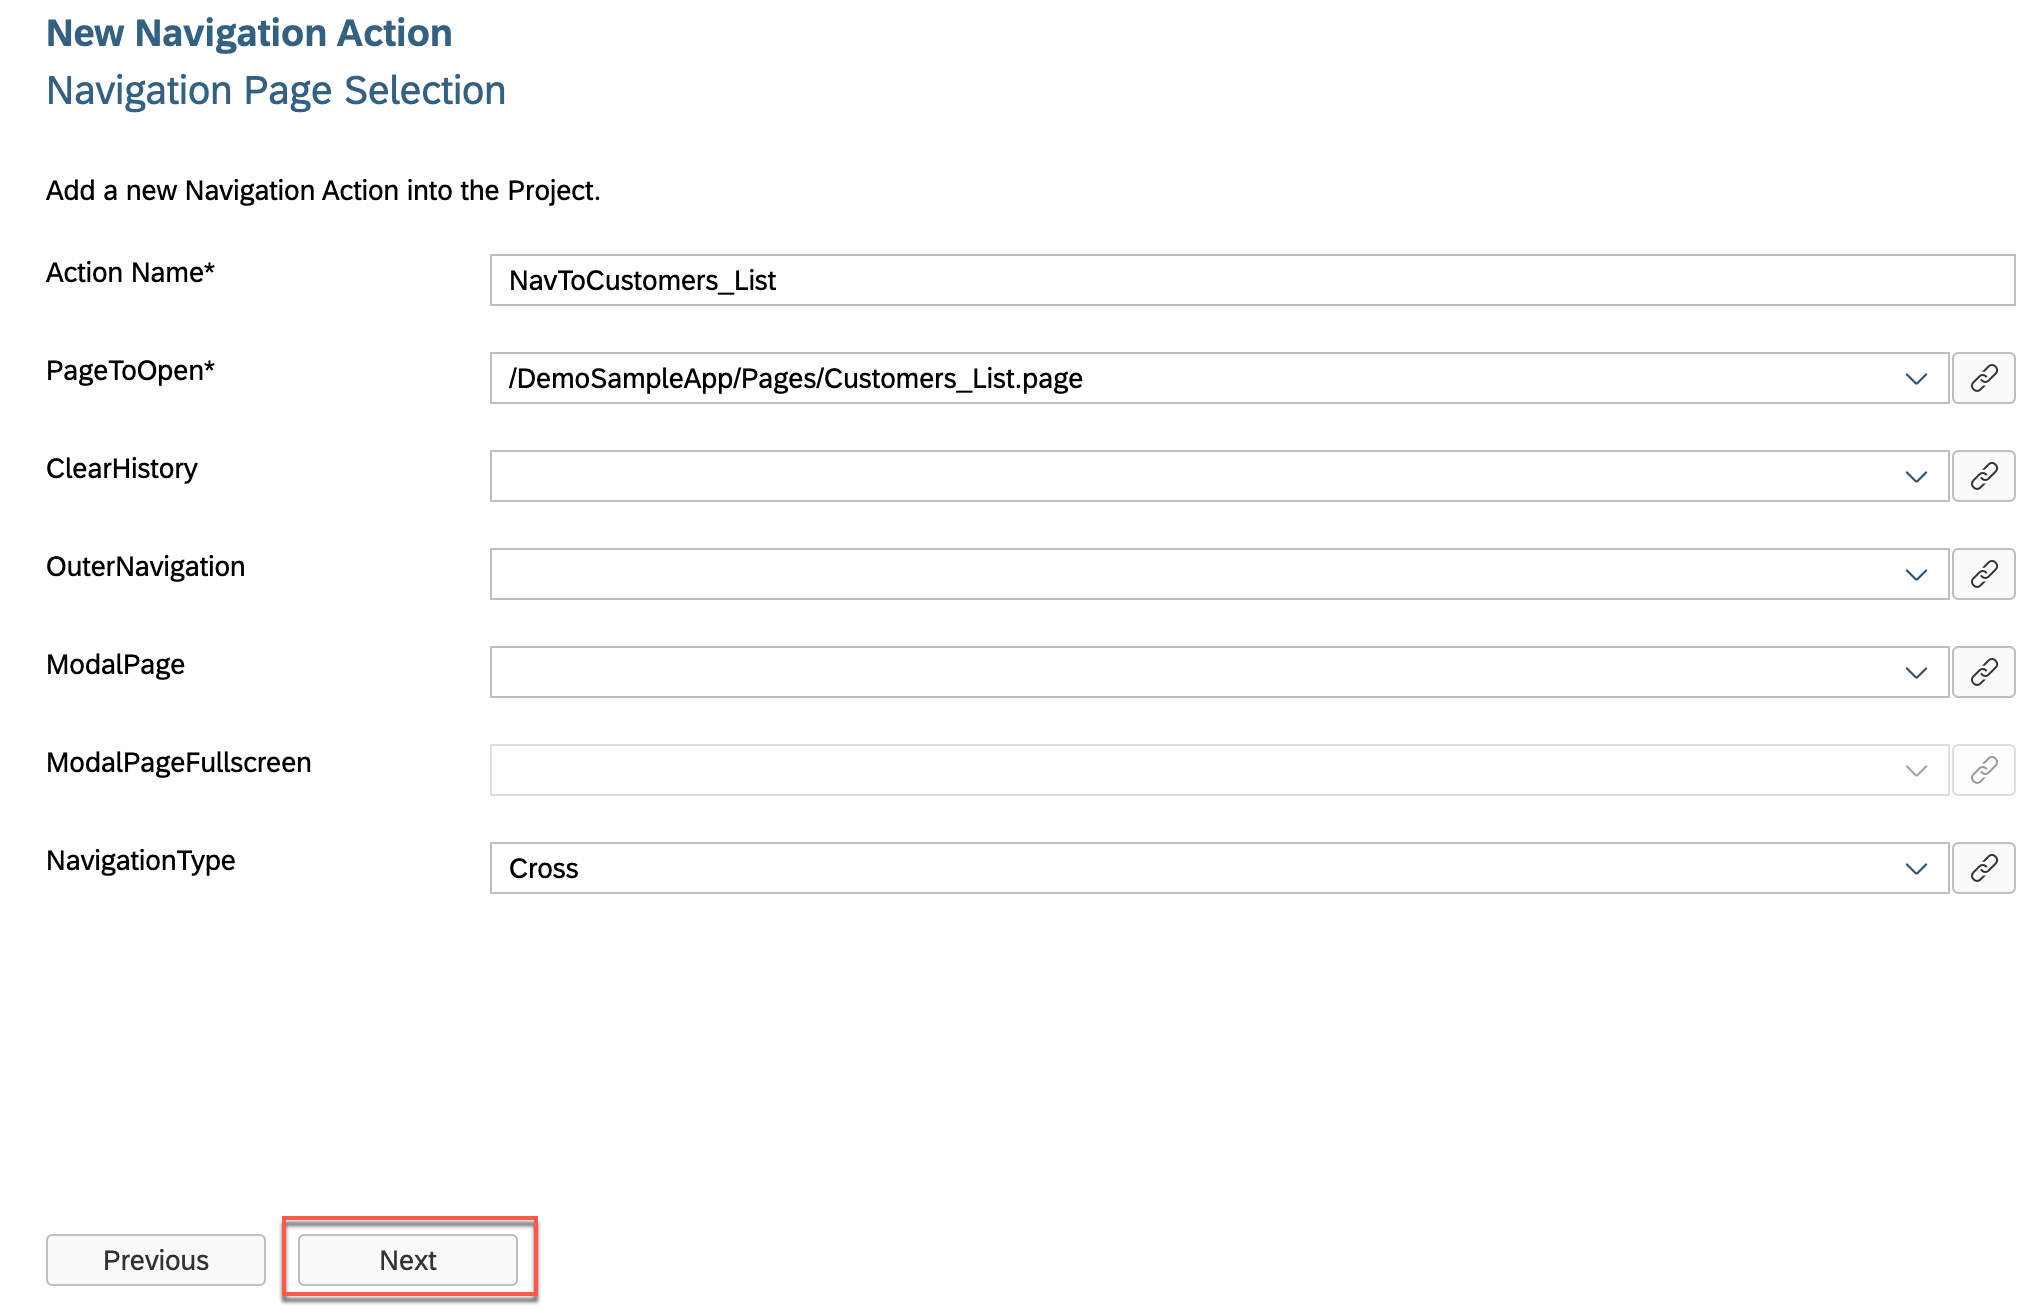 New Navigation Action
Navigation Page Selection
Add a new Navigation Action into the Project.
Action Name*
NavToCustomers_List
PageToOpen*
/DemoSampleApp/Pages/Customers_List.page
ClearHistory
OuterNavigation
ModalPage
ModalPageFullscreen
NavigationType
Cross
Previous
Next